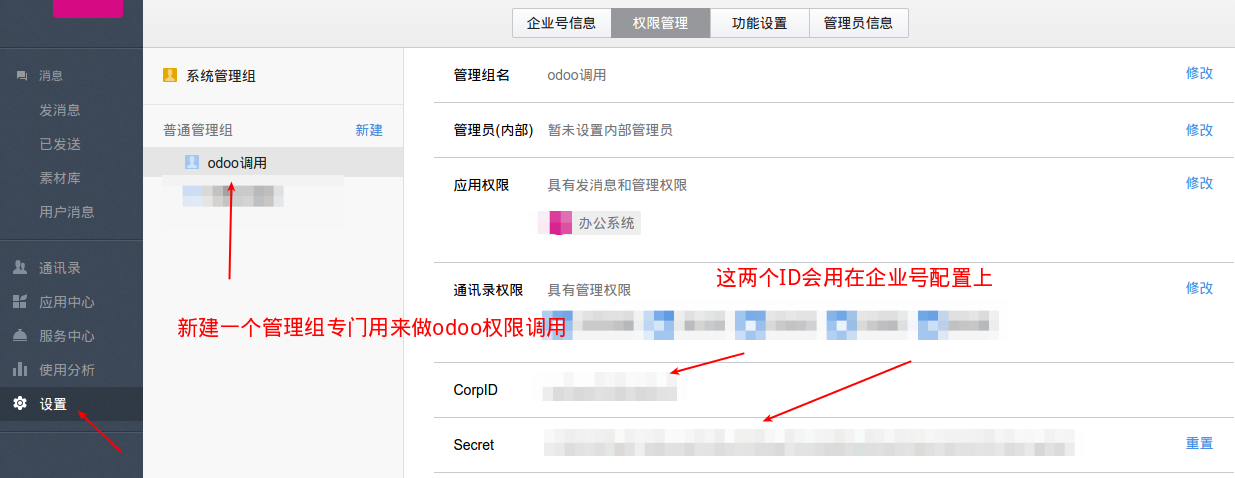 企业号信息 权限管理 功能设置 管理员信息
消息
发消息
已发送
素材库
用户消息
通讯录
应用中心
服务中心
使用分析
设置
系统管理组
普通管理组 新建
odoo调用
新建一个管理组专门用来做odoo权限调用
管理组名 odoo调用 修改
管理员(内部) 暂未设置内部管理员 修改
应用权限 具有发消息和管理权限 修改
办公系统
这两个ID会用在企业号配置上
通讯录权限 具有管理权限 修改
CorpID
Secret 重置